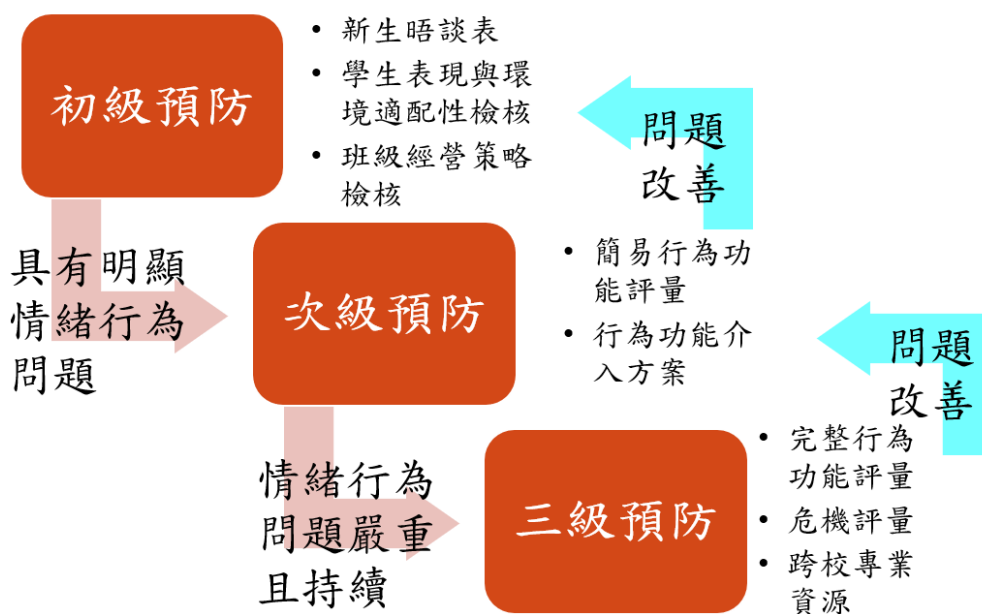 初級預防
• 新生晤談表
• 學生表現與環
境適配性檢核
• 班級經營策略
檢核
問題
改善
具有明顯
情緒行為
問題
次級預防
• 簡易行為功
能評量
• 行為功能介
入方案
問題
改善
情緒行為
問題嚴重
且持續
三級預防
• 完整行為
功能評量
• 危機評量
• 跨校專業
資源